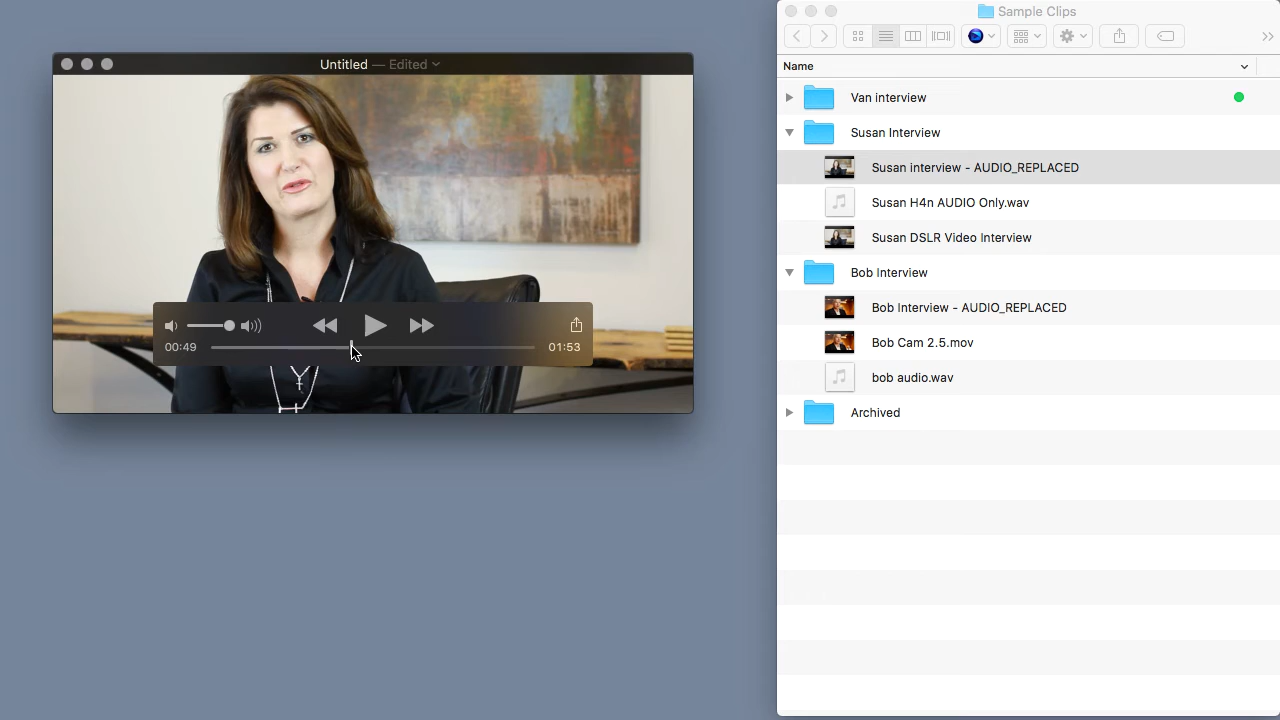 Untitled — Edited
00:49
01:53
Sample Clips
Name
Van interview
Susan Interview
Susan interview - AUDIO_REPLACED
Susan H4n AUDIO Only.wav
Susan DSLR Video Interview
Bob Interview
Bob Interview - AUDIO_REPLACED
Bob Cam 2.5.mov
bob audio.wav
Archived